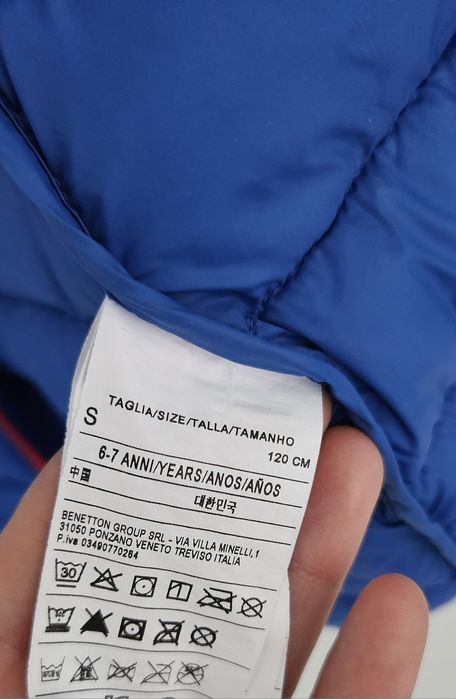 TAGLIA/SIZE/TALLA/TAMANHO
S 120 CM
6-7 ANNI/YEARS/ANOS/AÑOS
中国 대한민국
BENETTON GROUP SRL - VIA VILLA MINELLI,1
31050 PONZANO VENETO TREVISO ITALIA
P.iva 03490770264
30